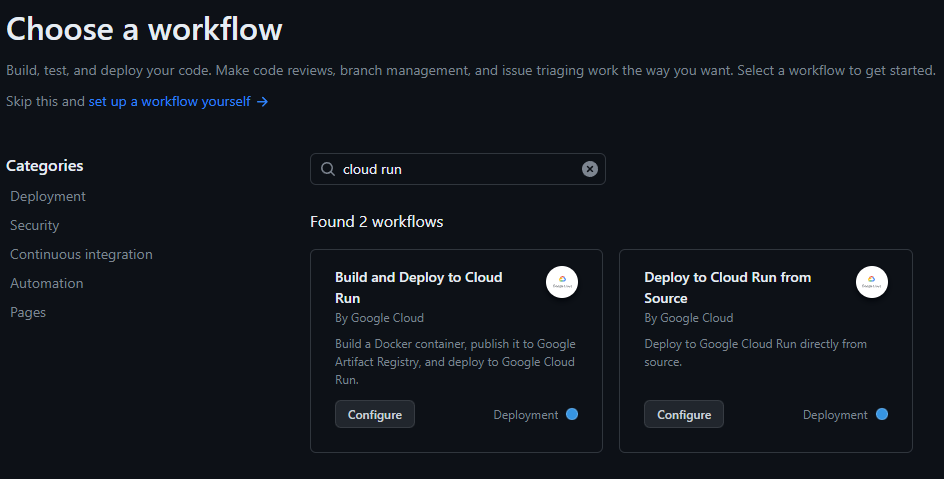 Choose a workflow
Build, test, and deploy your code. Make code reviews, branch management, and issue triaging work the way you want. Select a workflow to get started.
Skip this and set up a workflow yourself →
Categories
Deployment
Security
Continuous integration
Automation
Pages
cloud run
Found 2 workflows
Build and Deploy to Cloud
Run
By Google Cloud
Build a Docker container, publish it to Google
Artifact Registry, and deploy to Google Cloud
Run.
Configure
Deployment
Deploy to Cloud Run from
Source
By Google Cloud
Deploy to Google Cloud Run directly from
source.
Configure
Deployment